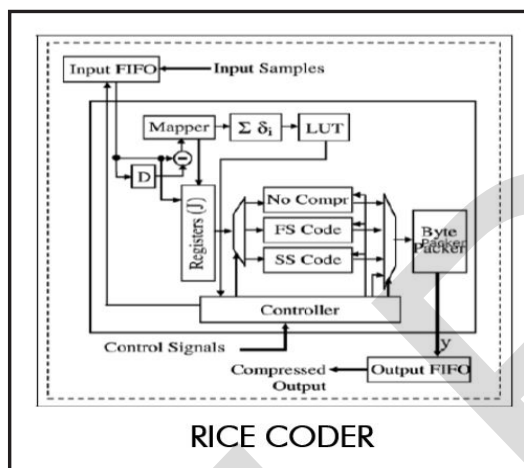 Input FIFO
Input Samples
Mapper
Σ δi
LUT
D
Registers (J)
No Compr
FS Code
SS Code
Byte
Packer
Controller
Control Signals
y
Compressed
Output
Output FIFO
RICE CODER